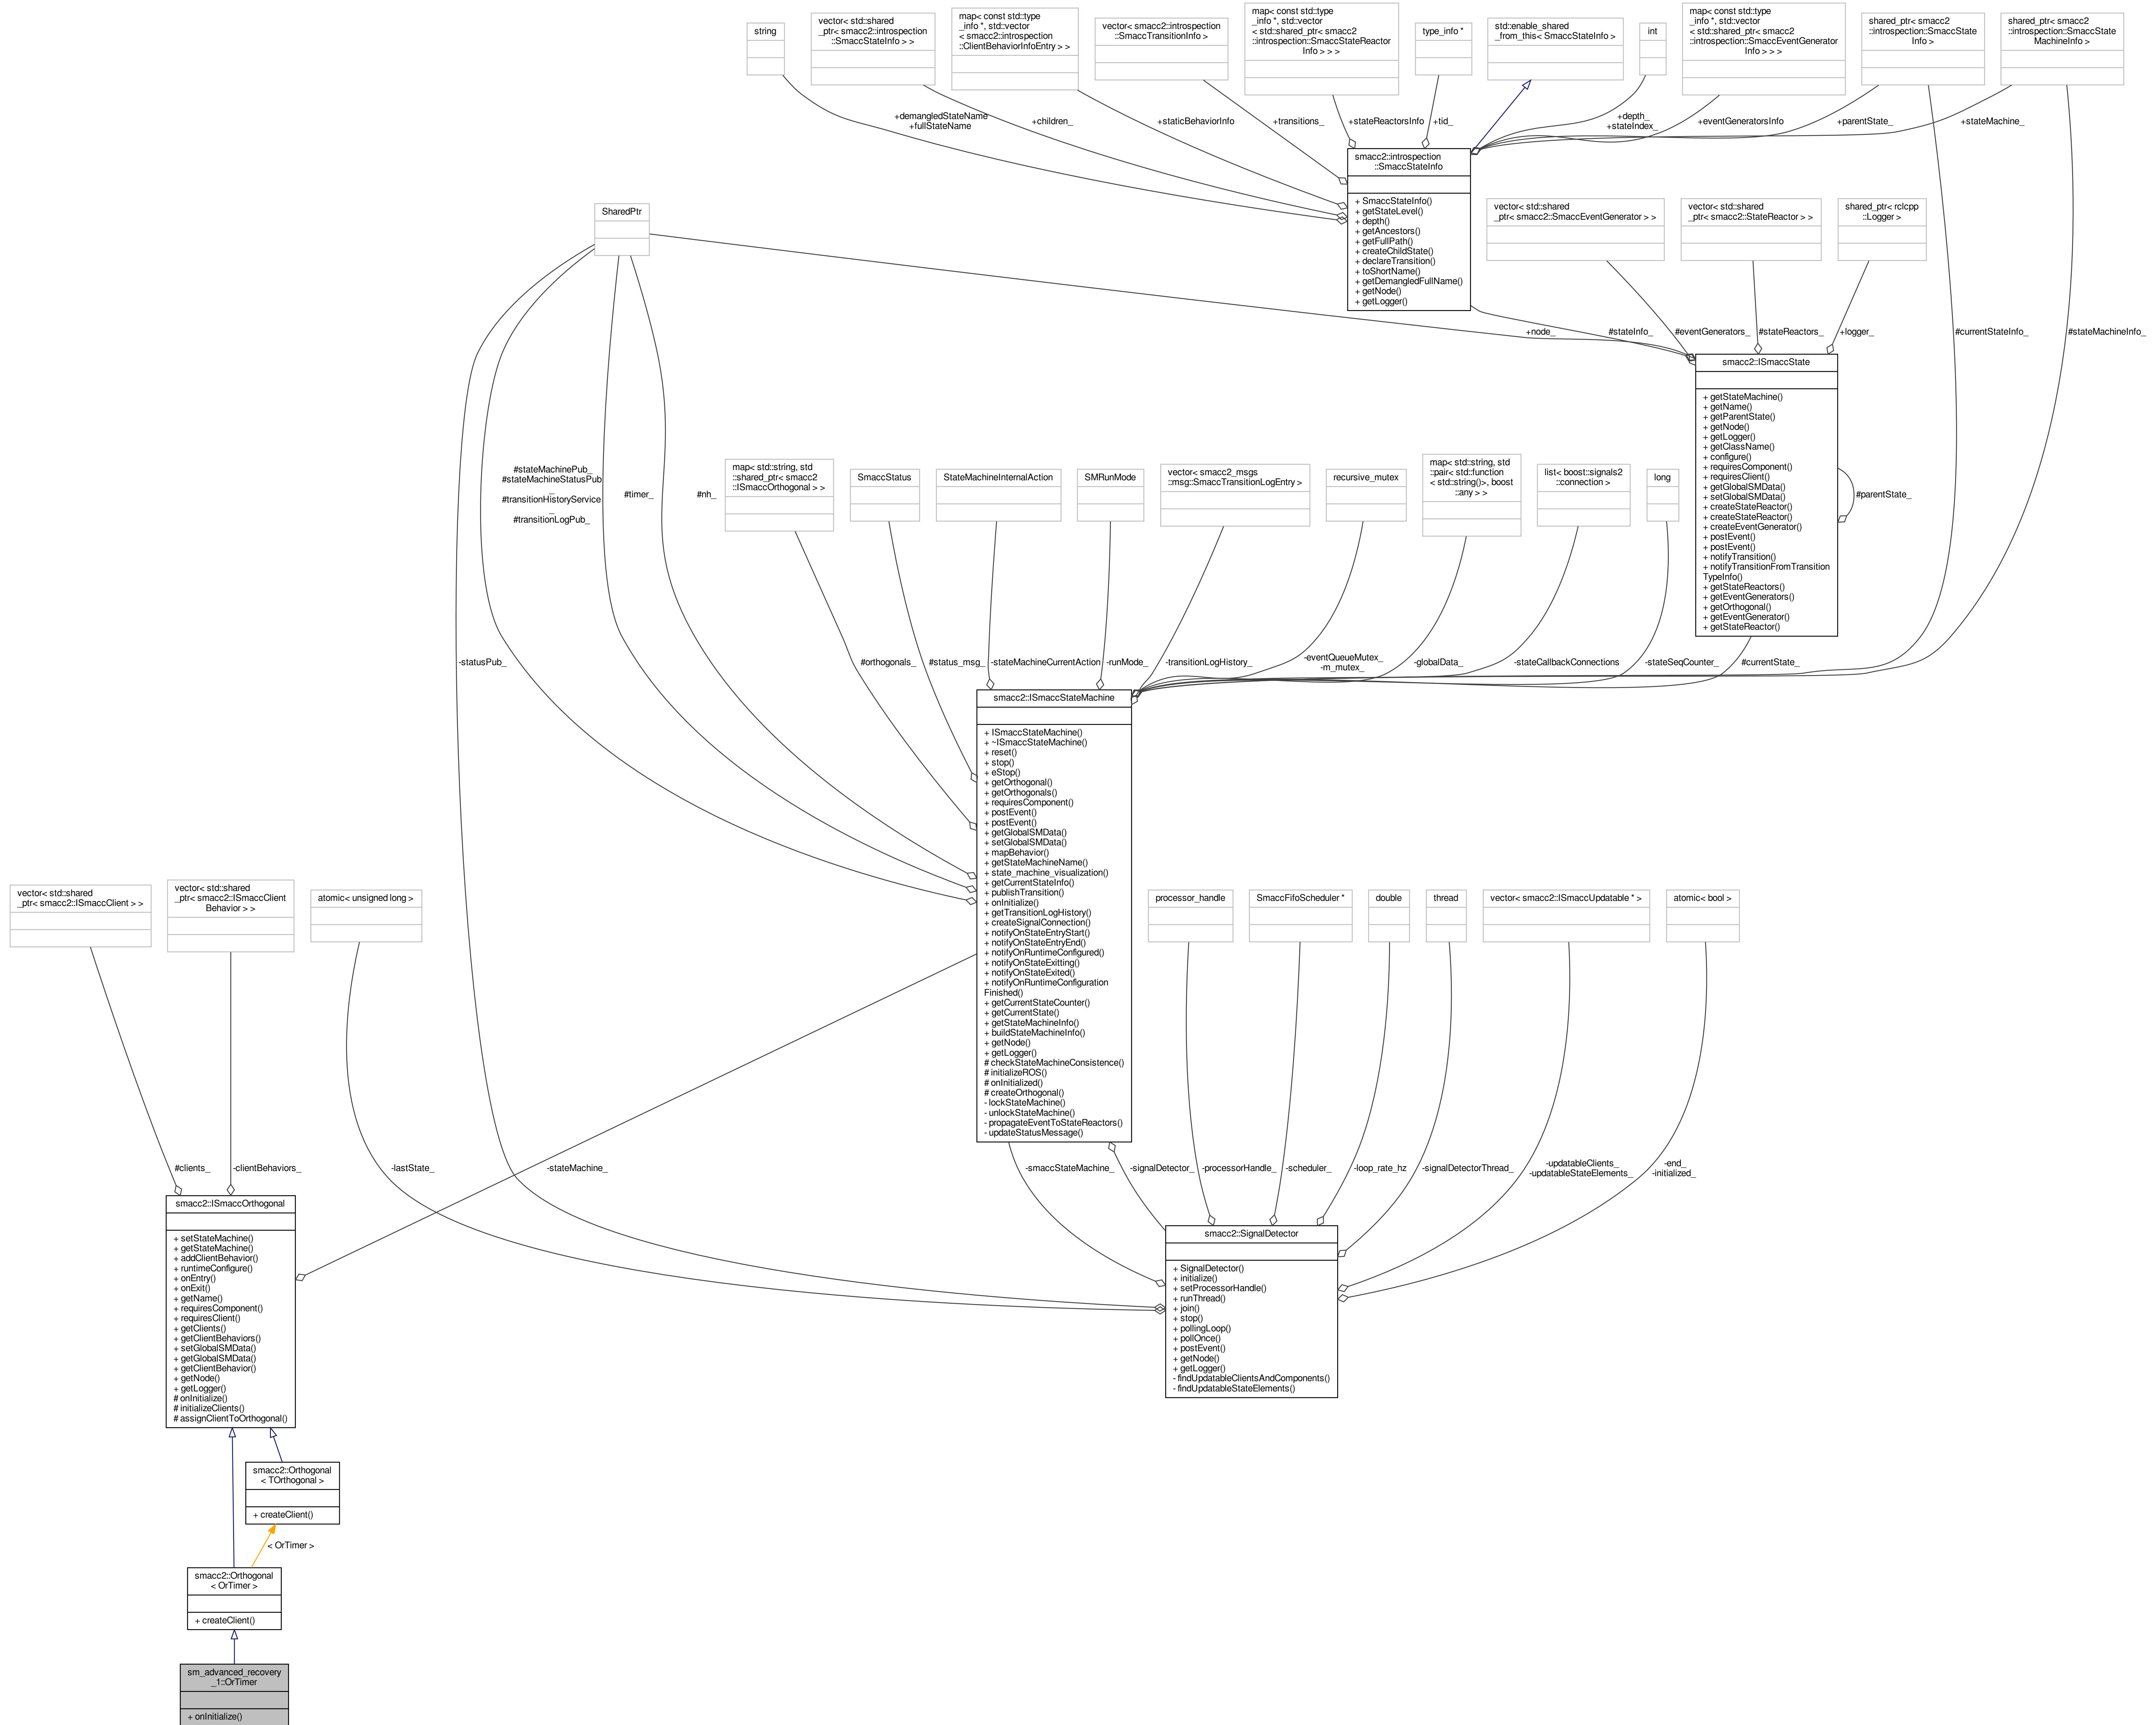 string
vector< std::shared
_ptr< smacc2::introspection
::SmaccStateInfo > >
map< const std::type
_info *, std::vector
< smacc2::introspection
::ClientBehaviorInfoEntry > >
vector< smacc2::introspection
::SmaccTransitionInfo >
map< const std::type
_info *, std::vector
< std::shared_ptr< smacc2
::introspection::SmaccStateReactor
Info > > >
type_info *
std::enable_shared
_from_this< SmaccStateInfo >
int
map< const std::type
_info *, std::vector
< std::shared_ptr< smacc2
::introspection::SmaccEventGenerator
Info > > >
shared_ptr< smacc2
::introspection::SmaccState
Info >
shared_ptr< smacc2
::introspection::SmaccState
MachineInfo >
+demangledStateName
+fullStateName
+children_
+staticBehaviorInfo
+transitions_
+stateReactorsInfo
+tid_
+depth_
+stateIndex_
+eventGeneratorsInfo
+parentState_
+stateMachine_
smacc2::introspection
::SmaccStateInfo
+ SmaccStateInfo()
+ getStateLevel()
+ depth()
+ getAncestors()
+ getFullPath()
+ createChildState()
+ declareTransition()
+ toShortName()
+ getDemangledFullName()
+ getNode()
+ getLogger()
SharedPtr
vector< std::shared
_ptr< smacc2::SmaccEventGenerator > >
vector< std::shared
_ptr< smacc2::StateReactor > >
shared_ptr< rclcpp
::Logger >
+node_
#stateInfo_
#eventGenerators_
#stateReactors_
+logger_
#currentStateInfo_
#stateMachineInfo_
smacc2::ISmaccState
+ getStateMachine()
+ getName()
+ getParentState()
+ getNode()
+ getLogger()
+ getClassName()
+ configure()
+ requiresComponent()
+ requiresClient()
+ getGlobalSMData()
+ setGlobalSMData()
+ createStateReactor()
+ createStateReactor()
+ createEventGenerator()
+ postEvent()
+ postEvent()
+ notifyTransition()
+ notifyTransitionFromTransition
TypeInfo()
+ getStateReactors()
+ getEventGenerators()
+ getOrthogonal()
+ getEventGenerator()
+ getStateReactor()
#parentState_
#stateMachinePub_
#stateMachineStatusPub
_
#transitionHistoryService
_
#transitionLogPub_
#timer_
#nh_
map< std::string, std
::shared_ptr< smacc2
::ISmaccOrthogonal > >
SmaccStatus
StateMachineInternalAction
SMRunMode
vector< smacc2_msgs
::msg::SmaccTransitionLogEntry >
recursive_mutex
map< std::string, std
::pair< std::function
< std::string()>, boost
::any > >
list< boost::signals2
::connection >
long
-statusPub_
#orthogonals_
#status_msg_
-stateMachineCurrentAction
-runMode_
-transitionLogHistory_
-eventQueueMutex_
-m_mutex_
-globalData_
-stateCallbackConnections
-stateSeqCounter_
#currentState_
smacc2::ISmaccStateMachine
+ ISmaccStateMachine()
+ ~ISmaccStateMachine()
+ reset()
+ stop()
+ eStop()
+ getOrthogonal()
+ getOrthogonals()
+ requiresComponent()
+ postEvent()
+ postEvent()
+ getGlobalSMData()
+ setGlobalSMData()
+ mapBehavior()
+ getStateMachineName()
+ state_machine_visualization()
+ getCurrentStateInfo()
+ publishTransition()
+ onInitialize()
+ getTransitionLogHistory()
+ createSignalConnection()
+ notifyOnStateEntryStart()
+ notifyOnStateEntryEnd()
+ notifyOnRuntimeConfigured()
+ notifyOnStateExitting()
+ notifyOnStateExited()
+ notifyOnRuntimeConfiguration
Finished()
+ getCurrentStateCounter()
+ getCurrentState()
+ getStateMachineInfo()
+ buildStateMachineInfo()
+ getNode()
+ getLogger()
# checkStateMachineConsistence()
# initializeROS()
# onInitialized()
# createOrthogonal()
- lockStateMachine()
- unlockStateMachine()
- propagateEventToStateReactors()
- updateStatusMessage()
vector< std::shared
_ptr< smacc2::ISmaccClient > >
vector< std::shared
_ptr< smacc2::ISmaccClient
Behavior > >
atomic< unsigned long >
processor_handle
SmaccFifoScheduler *
double
thread
vector< smacc2::ISmaccUpdatable * >
atomic< bool >
#clients_
-clientBehaviors_
-lastState_
-stateMachine_
-smaccStateMachine_
-signalDetector_
-processorHandle_
-scheduler_
-loop_rate_hz
-signalDetectorThread_
-updatableClients_
-updatableStateElements_
-end_
-initialized_
smacc2::ISmaccOrthogonal
+ setStateMachine()
+ getStateMachine()
+ addClientBehavior()
+ runtimeConfigure()
+ onEntry()
+ onExit()
+ getName()
+ requiresComponent()
+ requiresClient()
+ getClients()
+ getClientBehaviors()
+ setGlobalSMData()
+ getGlobalSMData()
+ getClientBehavior()
+ getNode()
+ getLogger()
# onInitialize()
# initializeClients()
# assignClientToOrthogonal()
smacc2::SignalDetector
+ SignalDetector()
+ initialize()
+ setProcessorHandle()
+ runThread()
+ join()
+ stop()
+ pollingLoop()
+ pollOnce()
+ postEvent()
+ getNode()
+ getLogger()
- findUpdatableClientsAndComponents()
- findUpdatableStateElements()
smacc2::Orthogonal
< TOrthogonal >
+ createClient()
< OrTimer >
smacc2::Orthogonal
< OrTimer >
+ createClient()
sm_advanced_recovery
_1::OrTimer
+ onInitialize()